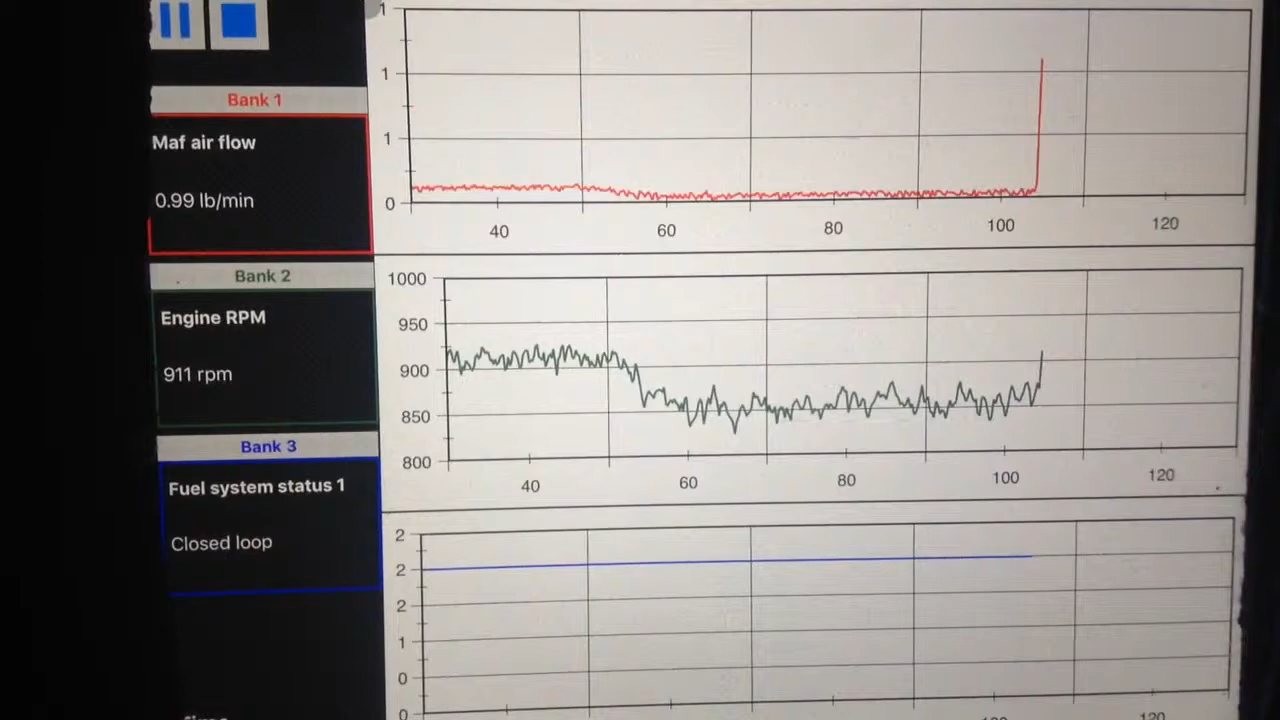 Bank 1
Maf air flow
0.99 lb/min
1
1
1
0
40 60 80 100 120
Bank 2
Engine RPM
911 rpm
1000
950
900
850
800
40 60 80 100 120
Bank 3
Fuel system status 1
Closed loop
2
2
2
1
0
0
120